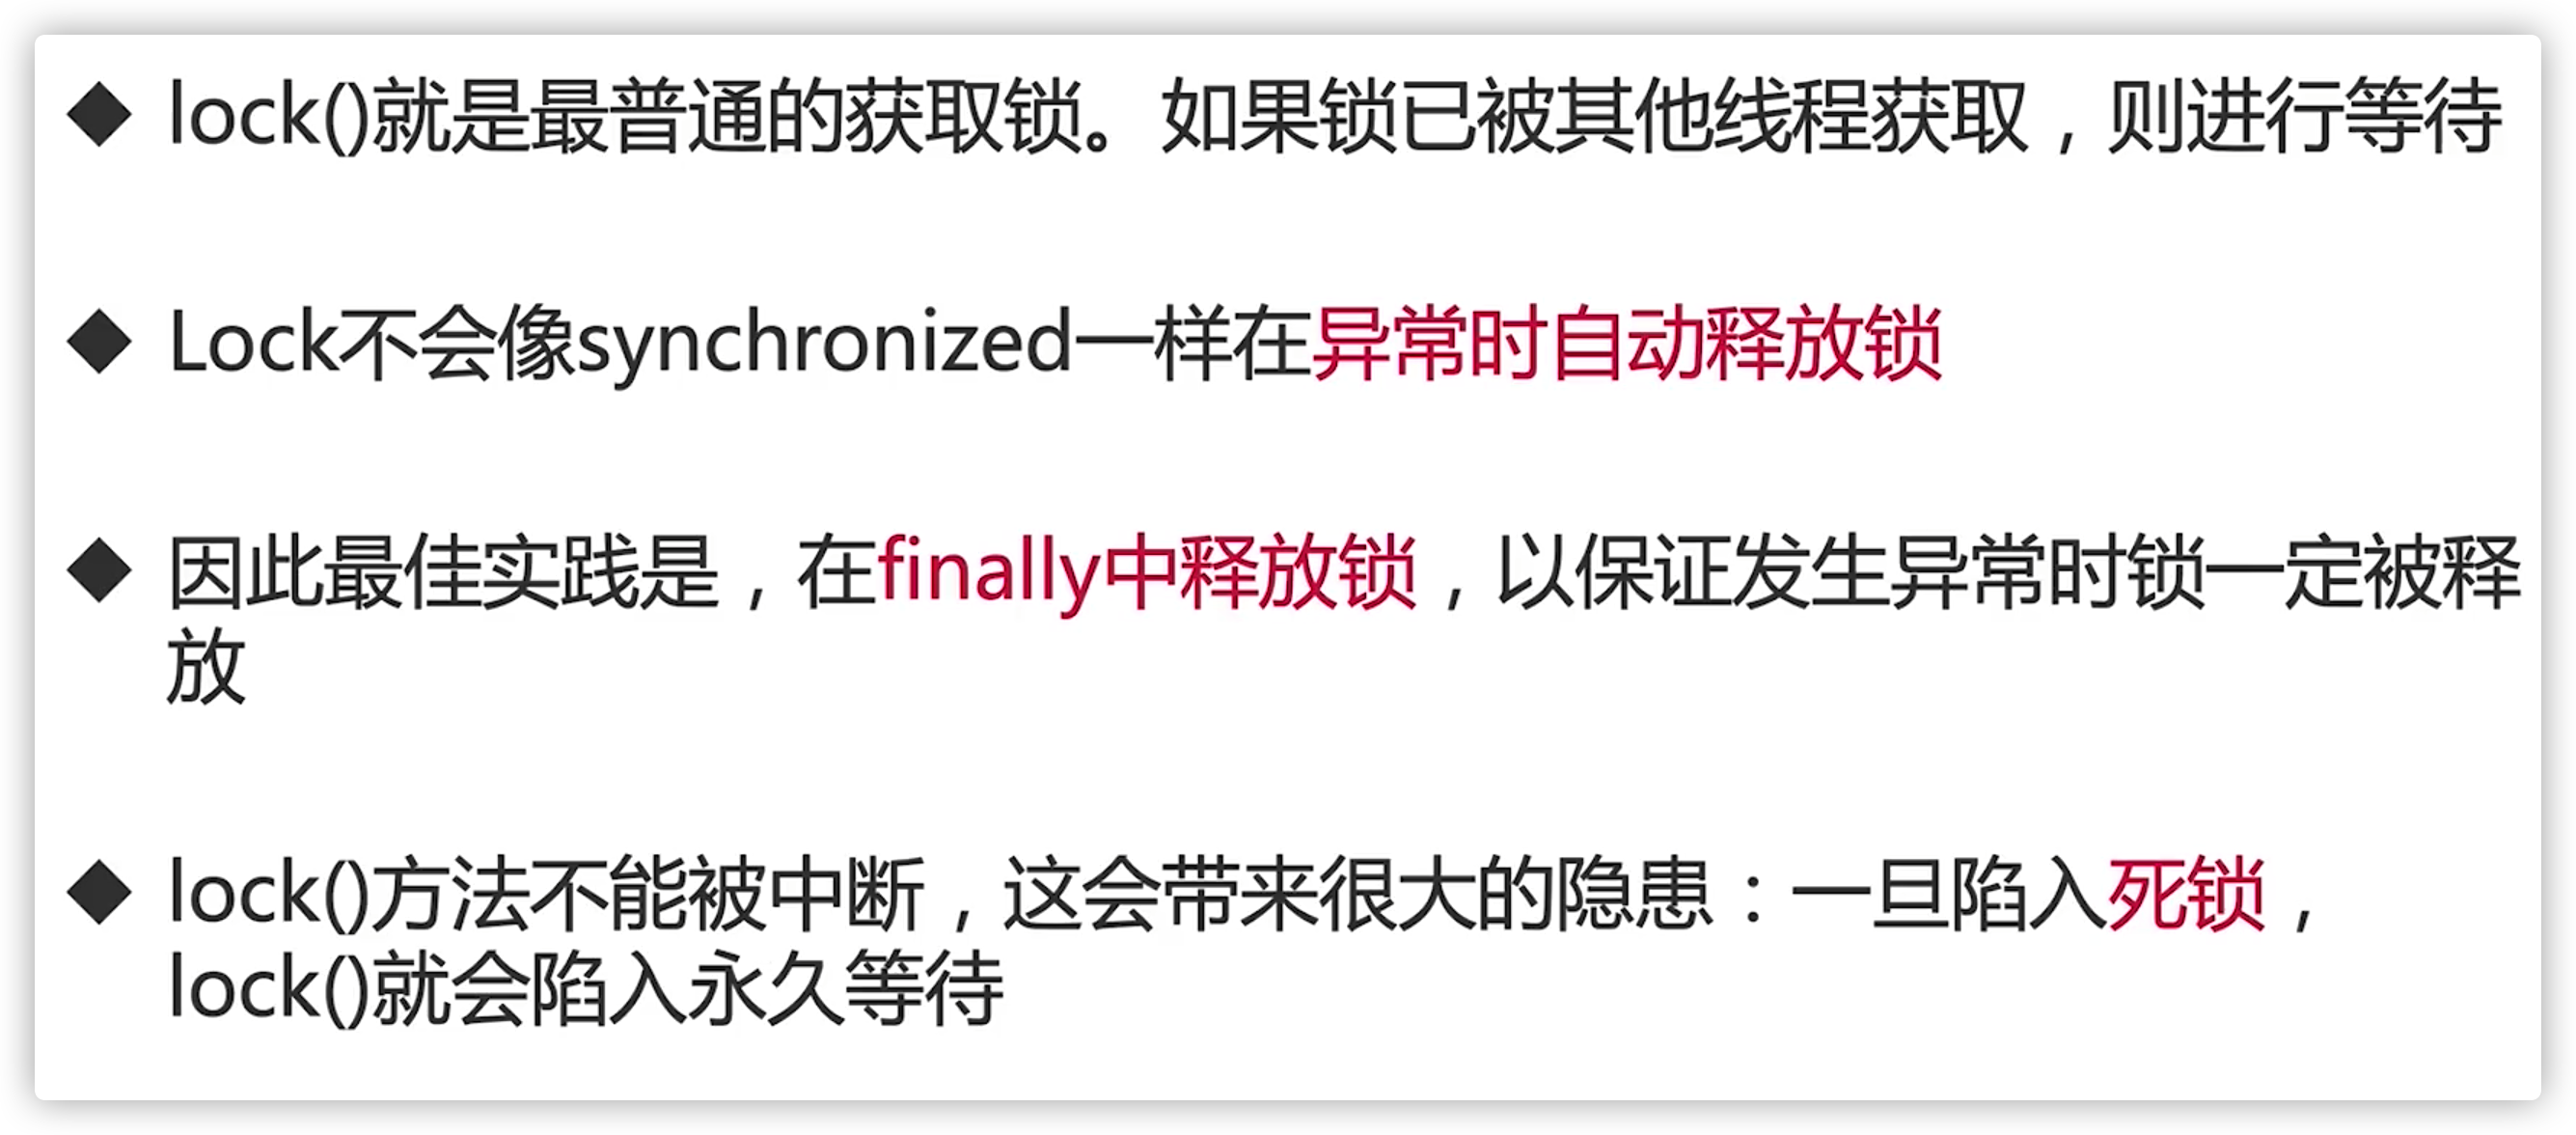 ◆ lock()就是最普通的获取锁。如果锁已被其他线程获取，则进行等待
◆ Lock不会像synchronized一样在异常时自动释放锁
◆ 因此最佳实践是，在finally中释放锁，以保证发生异常时锁一定被释
放
◆ lock()方法不能被中断，这会带来很大的隐患：一旦陷入死锁，
lock()就会陷入永久等待